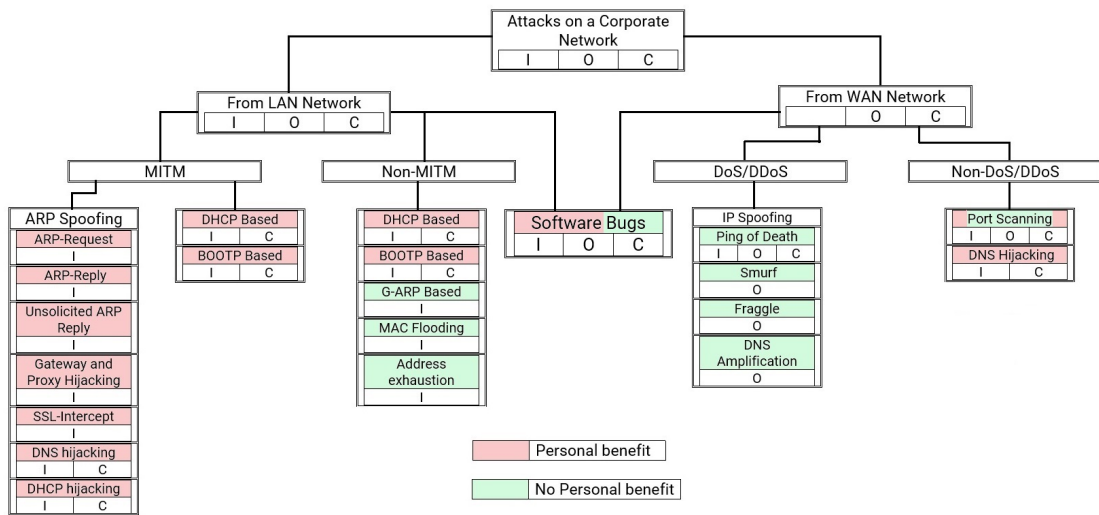 Attacks on a Corporate
Network
I O C
From LAN Network
I O C
From WAN Network
O C
MITM
Non-MITM
DoS/DDoS
Non-DoS/DDoS
ARP Spoofing
ARP-Request
I
ARP-Reply
I
Unsolicited ARP
Reply
I
Gateway and
Proxy Hijacking
I
SSL-Intercept
I
DNS hijacking
I C
DHCP hijacking
I C
DHCP Based
I C
BOOTP Based
I C
DHCP Based
I C
BOOTP Based
I C
G-ARP Based
I
MAC Flooding
I
Address
exhaustion
I
Software Bugs
I O C
IP Spoofing
Ping of Death
I O C
Smurf
O
Fraggle
O
DNS
Amplification
O
Port Scanning
I O C
DNS Hijacking
I C
Personal benefit
No Personal benefit